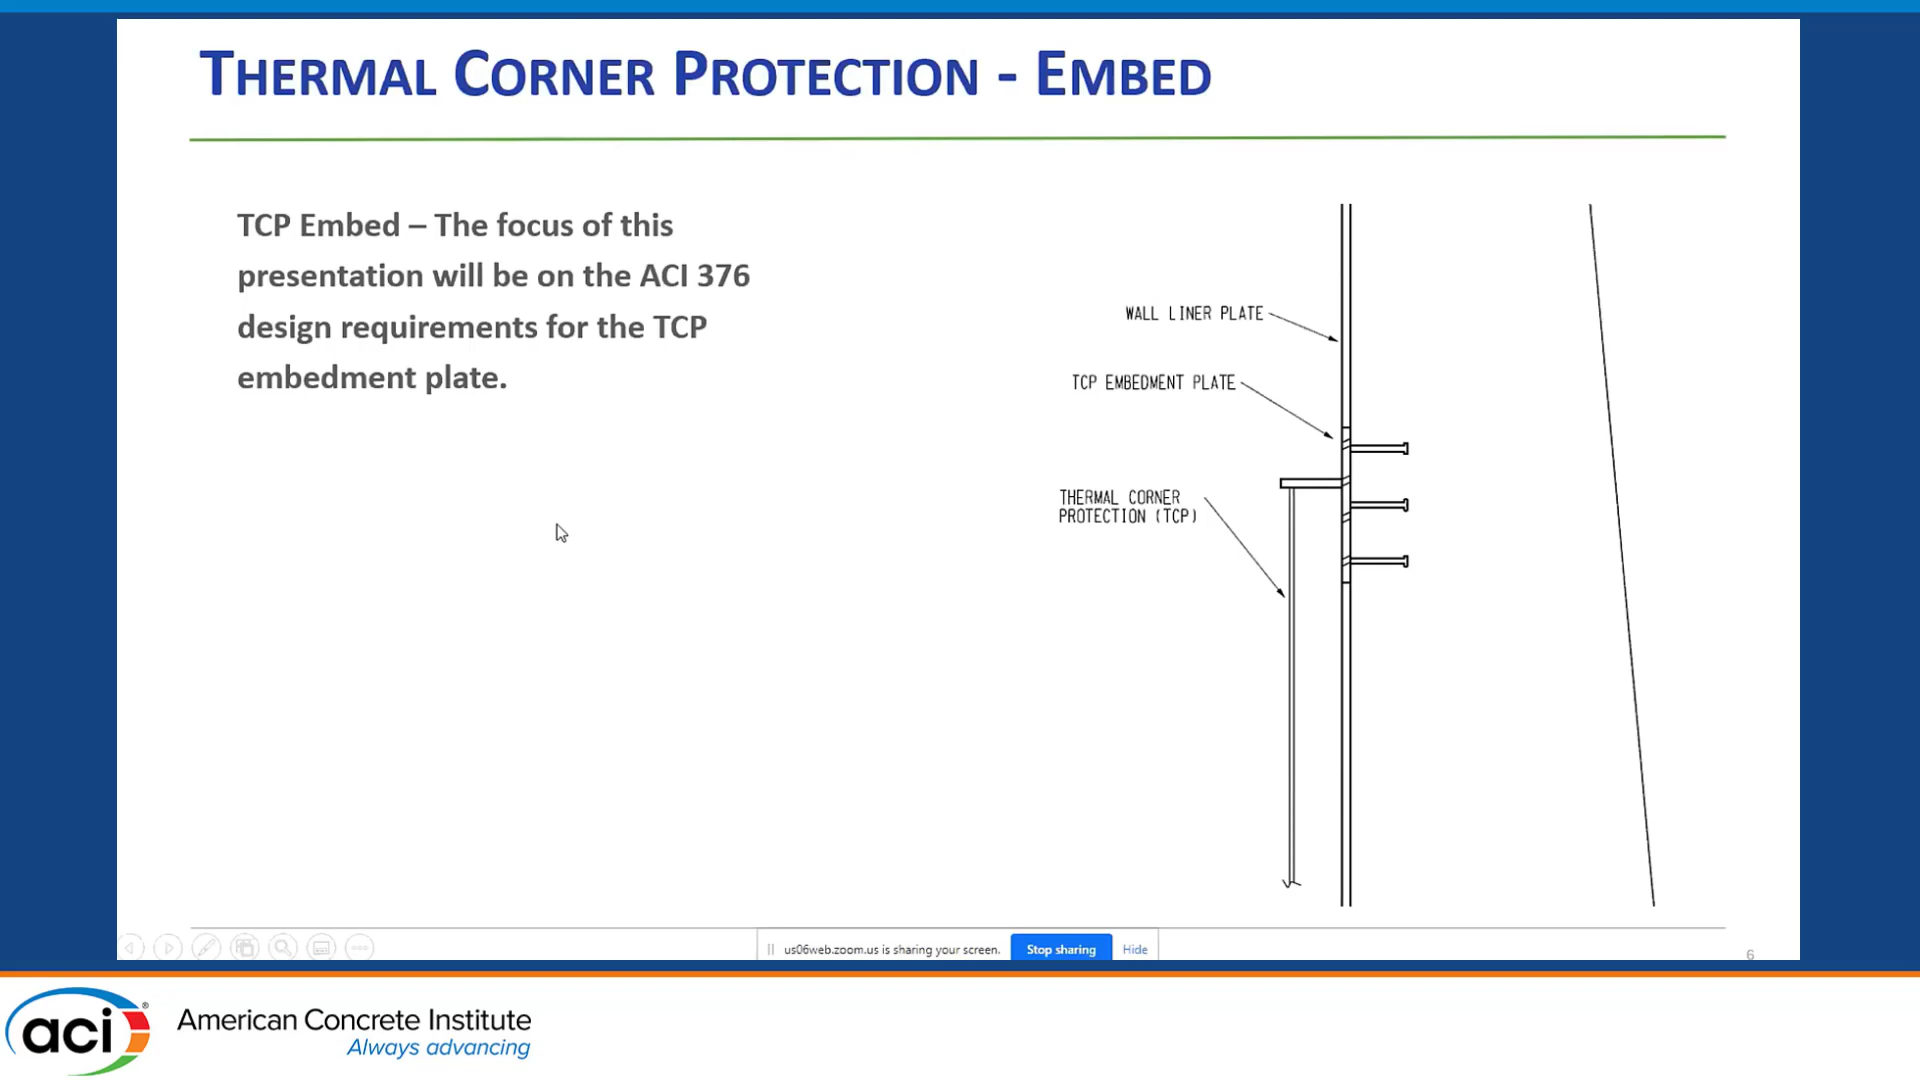 THERMAL CORNER PROTECTION - EMBED
TCP Embed – The focus of this
presentation will be on the ACI 376
design requirements for the TCP
embedment plate.
WALL LINER PLATE
TCP EMBEDMENT PLATE
THERMAL CORNER
PROTECTION (TCP)
us06web.zoom.us is sharing your screen.
Stop sharing
Hide
6
aci®
American Concrete Institute
Always advancing